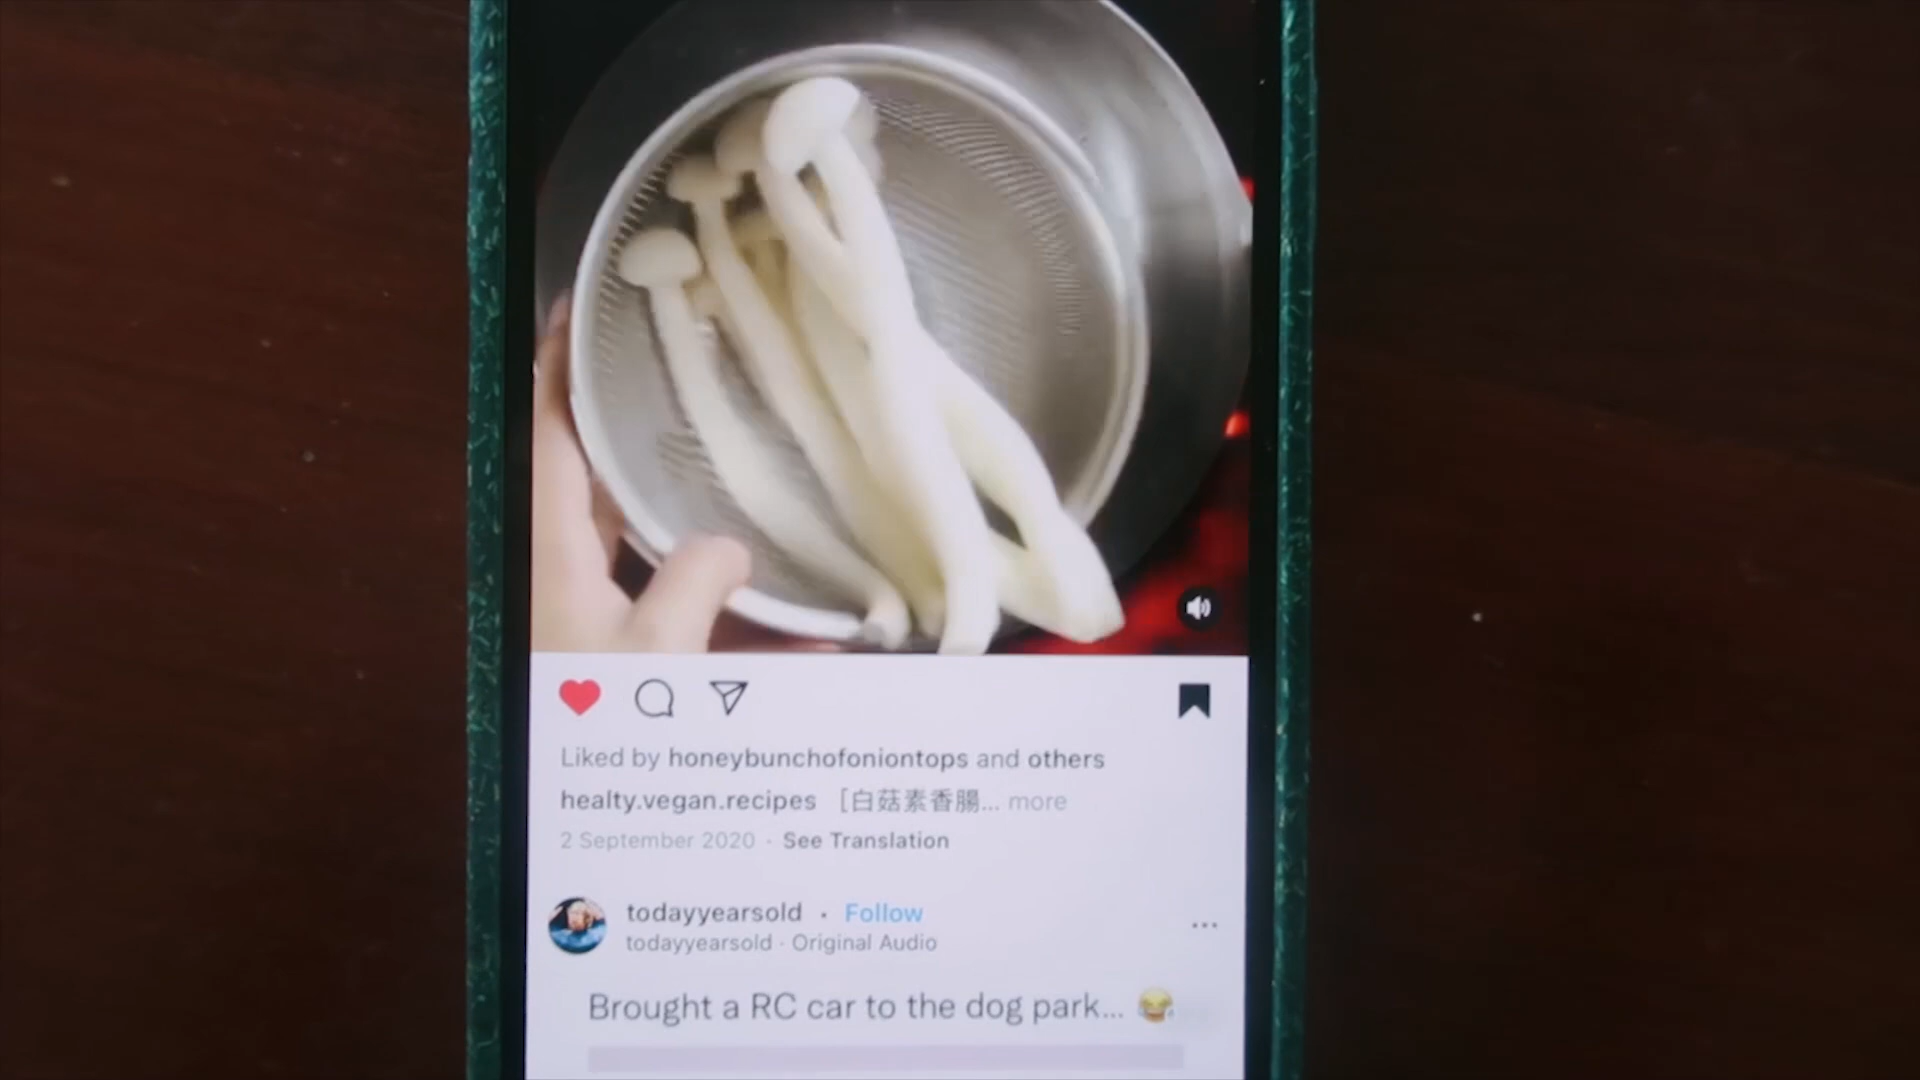 Liked by honeybunchofoniontops and others
healty.vegan.recipes [白菇素香腸... more
2 September 2020 · See Translation
todayyearsold · Follow
todayyearsold · Original Audio
Brought a RC car to the dog park... 😂